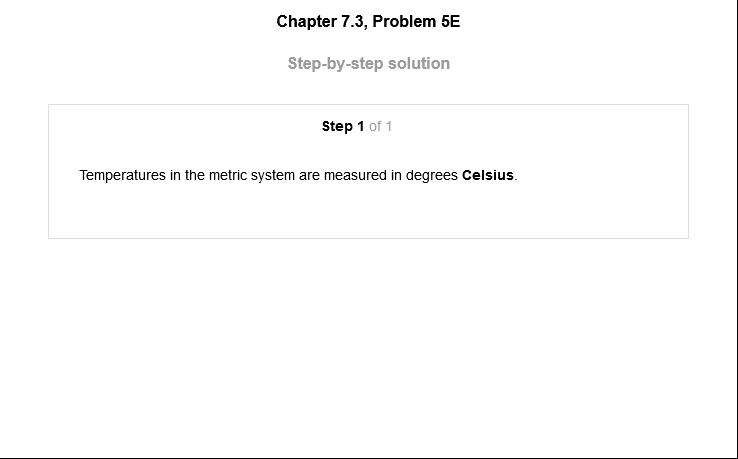 Chapter 7.3, Problem 5E
Step-by-step solution
Step 1 of 1
Temperatures in the metric system are measured in degrees Celsius.